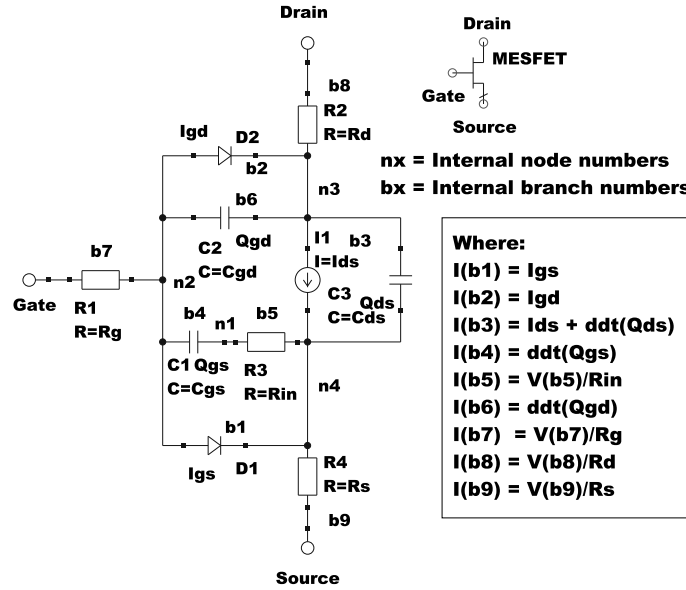 Drain
b8
R2
R=Rd
Igd
D2
b2
n3
b6
Qgd
C2
C=Cgd
I1
I=Ids
b3
C3
C=Cds
Qds
b7
n2
Gate
R1
R=Rg
b4
n1
b5
C1 Qgs
C=Cgs
R3
R=Rin
n4
b1
Igs
D1
R4
R=Rs
b9
Source
Drain
MESFET
Gate
Source
nx = Internal node numbers
bx = Internal branch numbers
Where:
I(b1) = Igs
I(b2) = Igd
I(b3) = Ids + ddt(Qds)
I(b4) = ddt(Qgs)
I(b5) = V(b5)/Rin
I(b6) = ddt(Qgd)
I(b7) = V(b7)/Rg
I(b8) = V(b8)/Rd
I(b9) = V(b9)/Rs